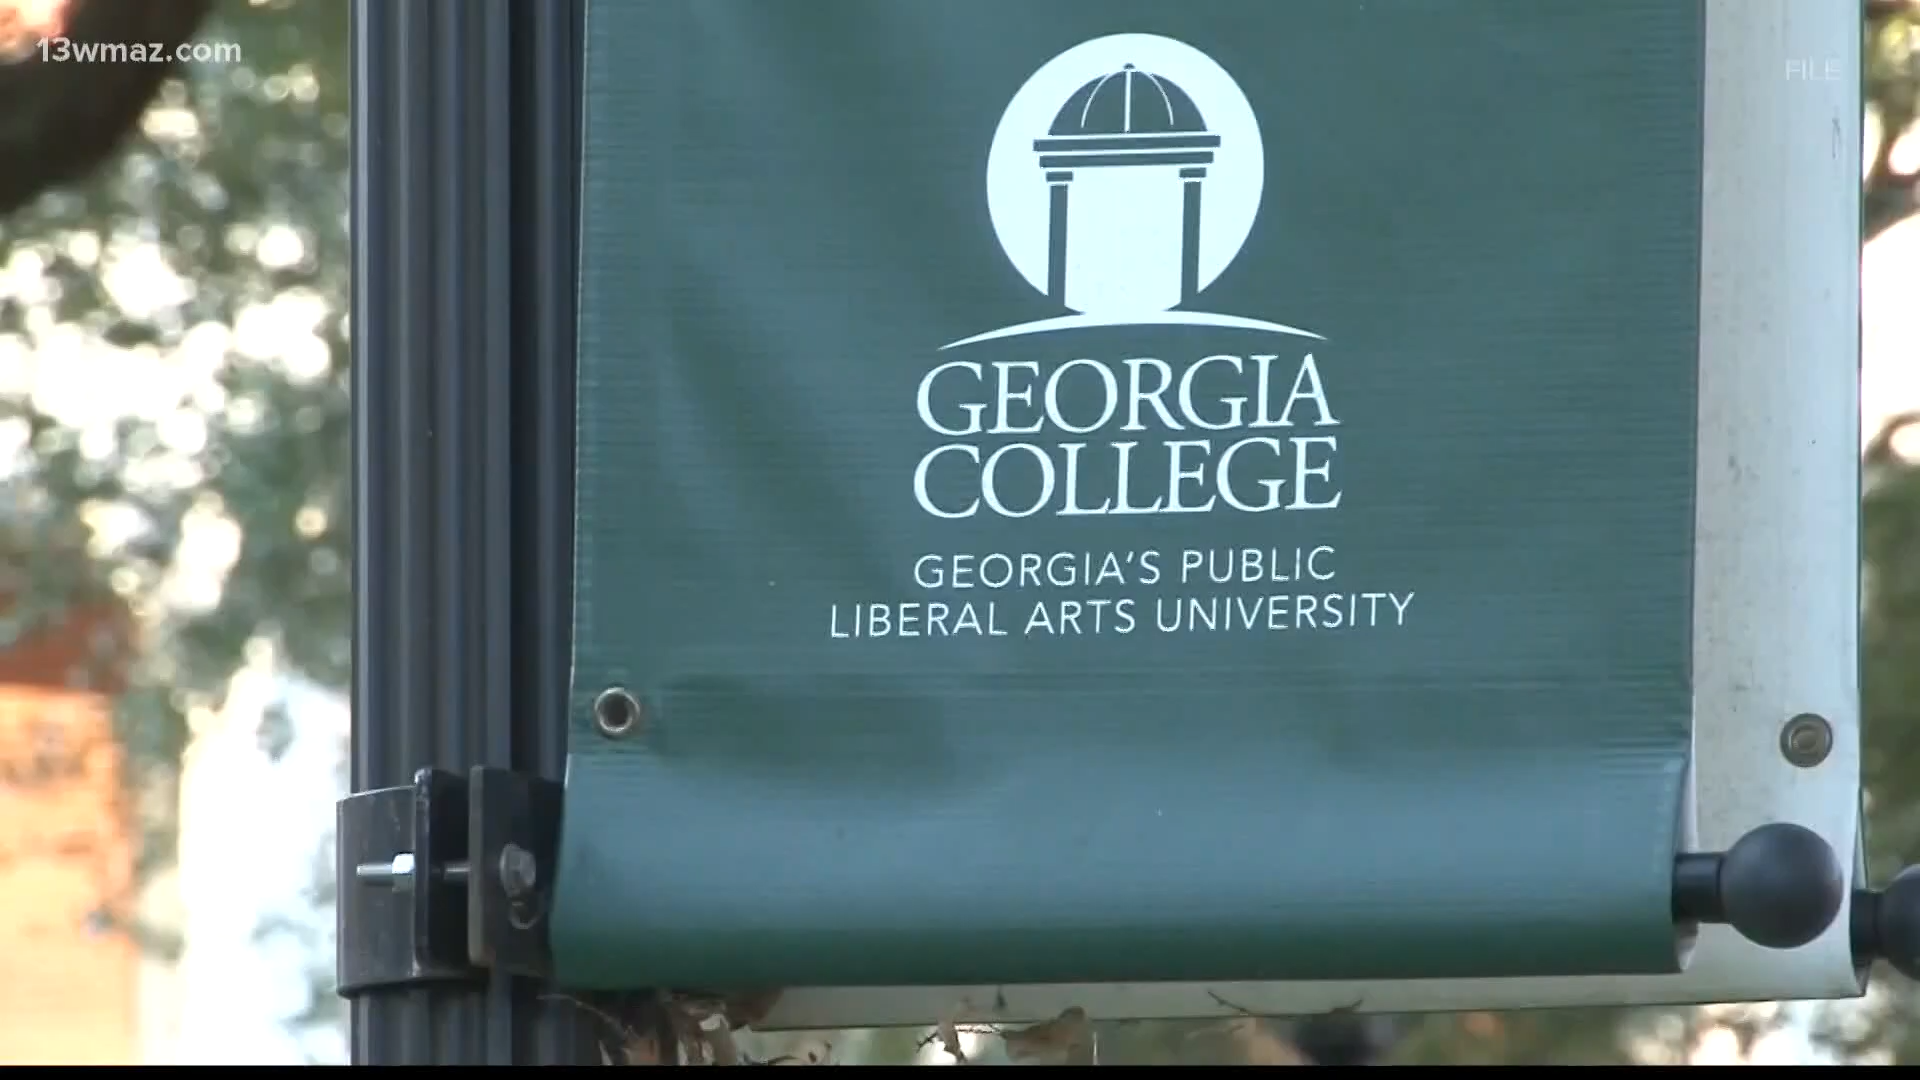 13wmaz.com
FILE
GEORGIA
COLLEGE
GEORGIA'S PUBLIC
LIBERAL ARTS UNIVERSITY